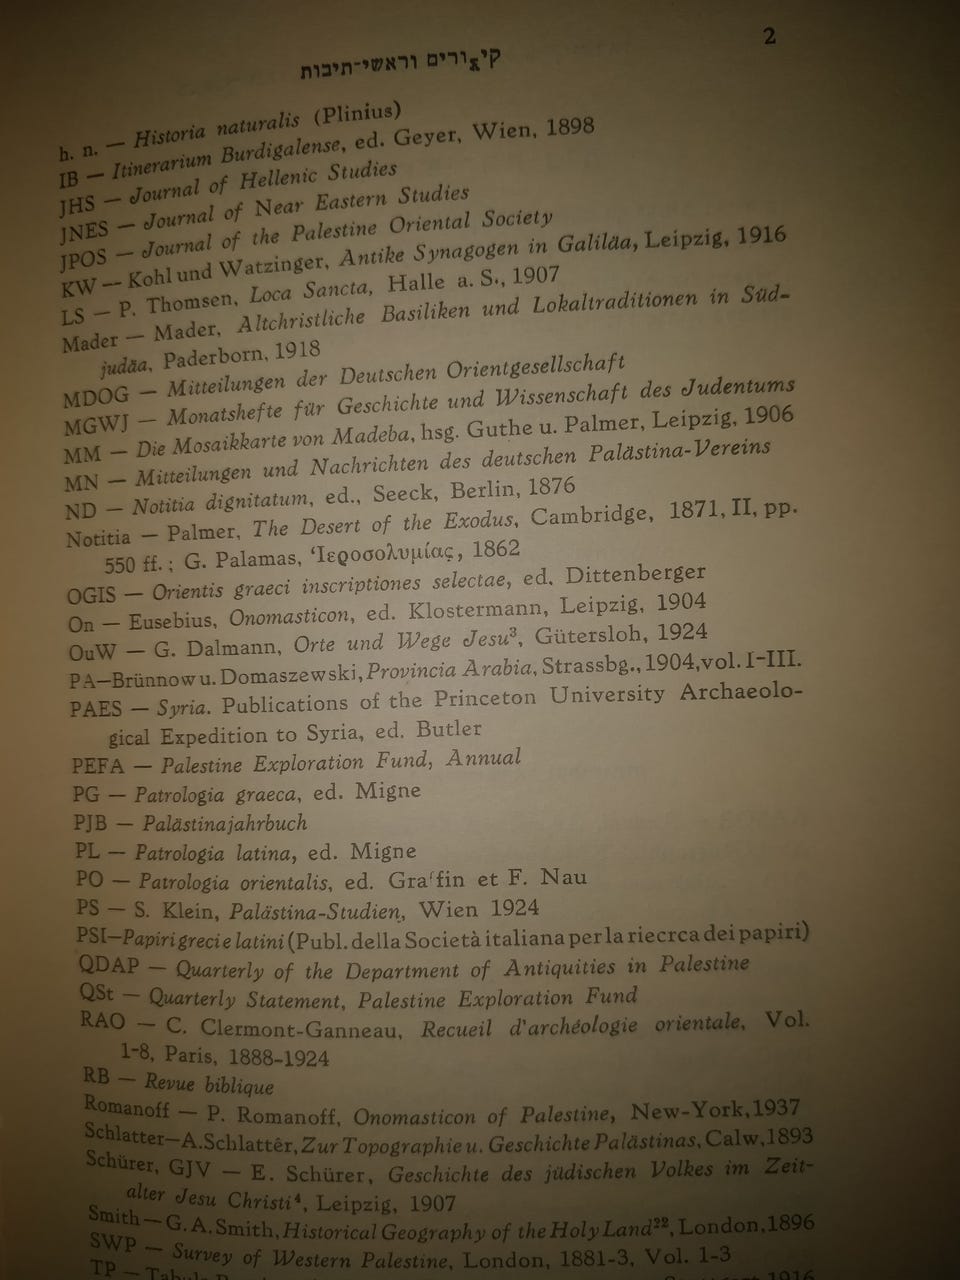 2
קיצורים וראשי-תיבות
h. n. — Historia naturalis (Plinius)
IB — Itinerarium Burdigalense, ed. Geyer, Wien, 1898
JHS — Journal of Hellenic Studies
JNES — Journal of Near Eastern Studies
JPOS — Journal of the Palestine Oriental Society
KW — Kohl und Watzinger, Antike Synagogen in Galiläa, Leipzig, 1916
LS — P. Thomsen, Loca Sancta, Halle a. S., 1907
Mader — Mader, Altchristliche Basiliken und Lokaltraditionen in Süd-
judäa, Paderborn, 1918
MDOG — Mitteilungen der Deutschen Orientgesellschaft
MGWJ — Monatshefte für Geschichte und Wissenschaft des Judentums
MM — Die Mosaikkarte von Madeba, hsg. Guthe u. Palmer, Leipzig, 1906
MN — Mitteilungen und Nachrichten des deutschen Palästina-Vereins
ND — Notitia dignitatum, ed., Seeck, Berlin, 1876
Notitia — Palmer, The Desert of the Exodus, Cambridge, 1871, II, pp.
550 ff.; G. Palamas, Ἱεροσολυμίας, 1862
OGIS — Orientis graeci inscriptiones selectae, ed. Dittenberger
On — Eusebius, Onomasticon, ed. Klostermann, Leipzig, 1904
OuW — G. Dalmann, Orte und Wege Jesu³, Gütersloh, 1924
PA—Brünnow u. Domaszewski, Provincia Arabia, Strassbg., 1904, vol. I-III.
PAES — Syria. Publications of the Princeton University Archaeolo-
gical Expedition to Syria, ed. Butler
PEFA — Palestine Exploration Fund, Annual
PG — Patrologia graeca, ed. Migne
PJB — Palästinajahrbuch
PL — Patrologia latina, ed. Migne
PO — Patrologia orientalis, ed. Graffin et F. Nau
PS — S. Klein, Palästina-Studien, Wien 1924
PSI—Papiri greci e latini (Publ. della Società italiana per la riecrca dei papiri)
QDAP — Quarterly of the Department of Antiquities in Palestine
QSt — Quarterly Statement, Palestine Exploration Fund
RAO — C. Clermont-Ganneau, Recueil d'archéologie orientale, Vol.
1-8, Paris, 1888-1924
RB — Revue biblique
Romanoff — P. Romanoff, Onomasticon of Palestine, New-York, 1937
Schlatter—A. Schlattêr, Zur Topographie u. Geschichte Palästinas, Calw, 1893
Schürer, GJV — E. Schürer, Geschichte des jüdischen Volkes im Zeit-
alter Jesu Christi⁴, Leipzig, 1907
Smith—G. A. Smith, Historical Geography of the Holy Land²², London, 1896
SWP — Survey of Western Palestine, London, 1881-3, Vol. 1-3
TP — 1916